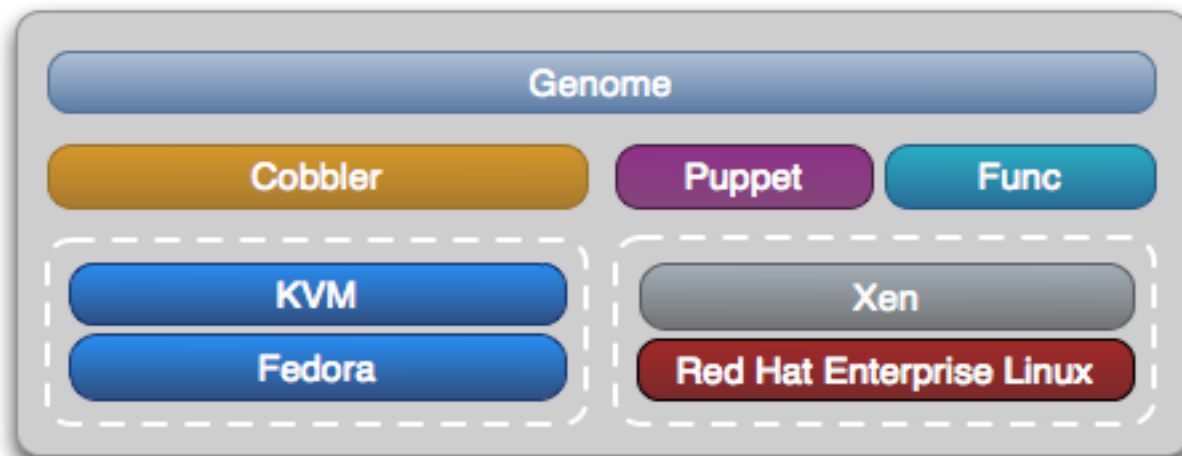 Genome
Cobbler Puppet Func
KVM Xen
Fedora Red Hat Enterprise Linux